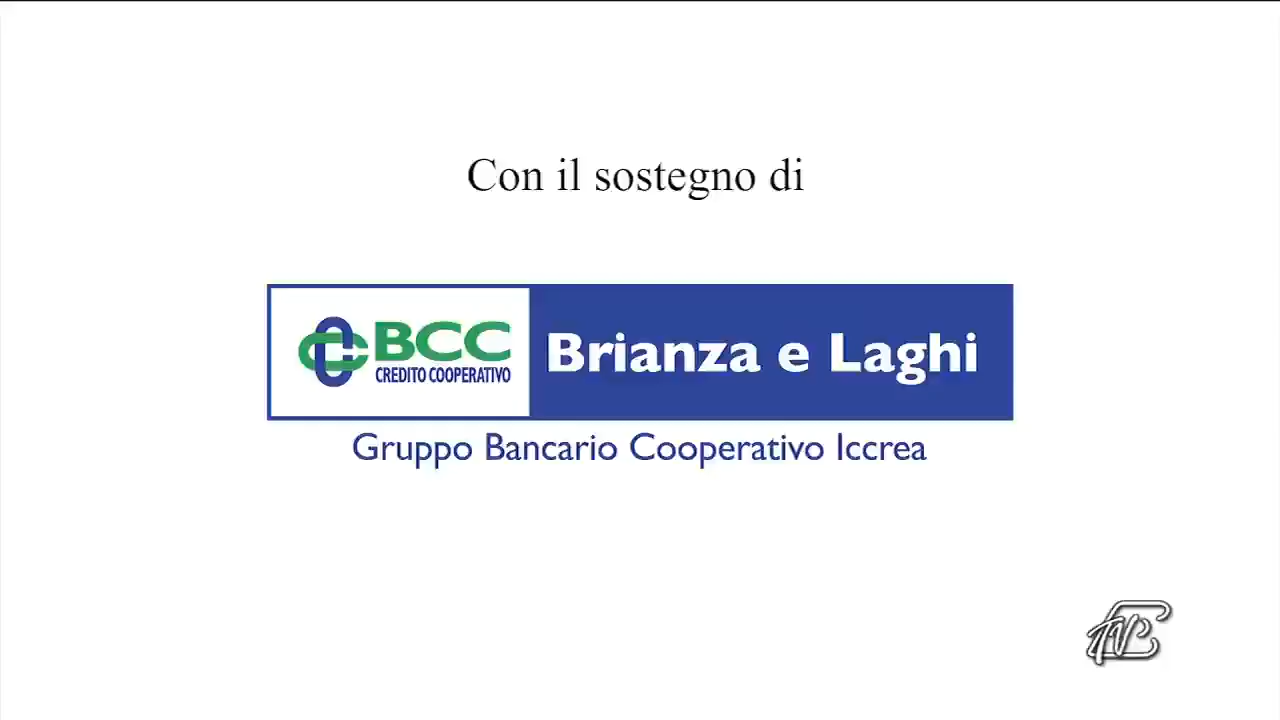 Con il sostegno di
BCC
CREDITO COOPERATIVO
Brianza e Laghi
Gruppo Bancario Cooperativo Iccrea